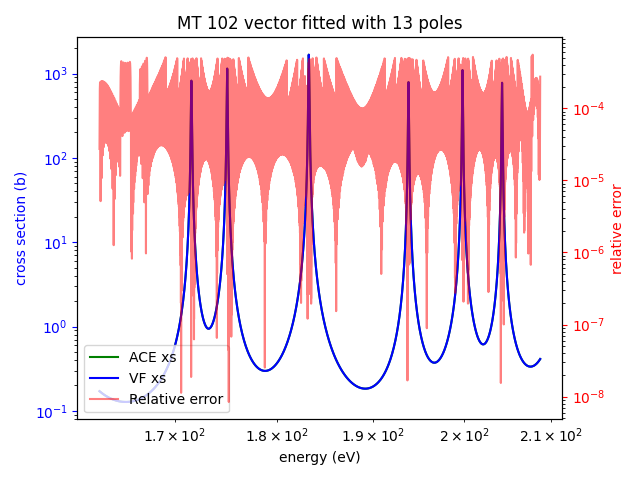 MT 102 vector fitted with 13 poles
10³
10²
10¹
10⁰
10⁻¹
cross section (b)
10⁻⁴
10⁻⁵
10⁻⁶
10⁻⁷
10⁻⁸
relative error
ACE xs
VF xs
Relative error
1.7 × 10² 1.8 × 10² 1.9 × 10² 2 × 10² 2.1 × 10²
energy (eV)